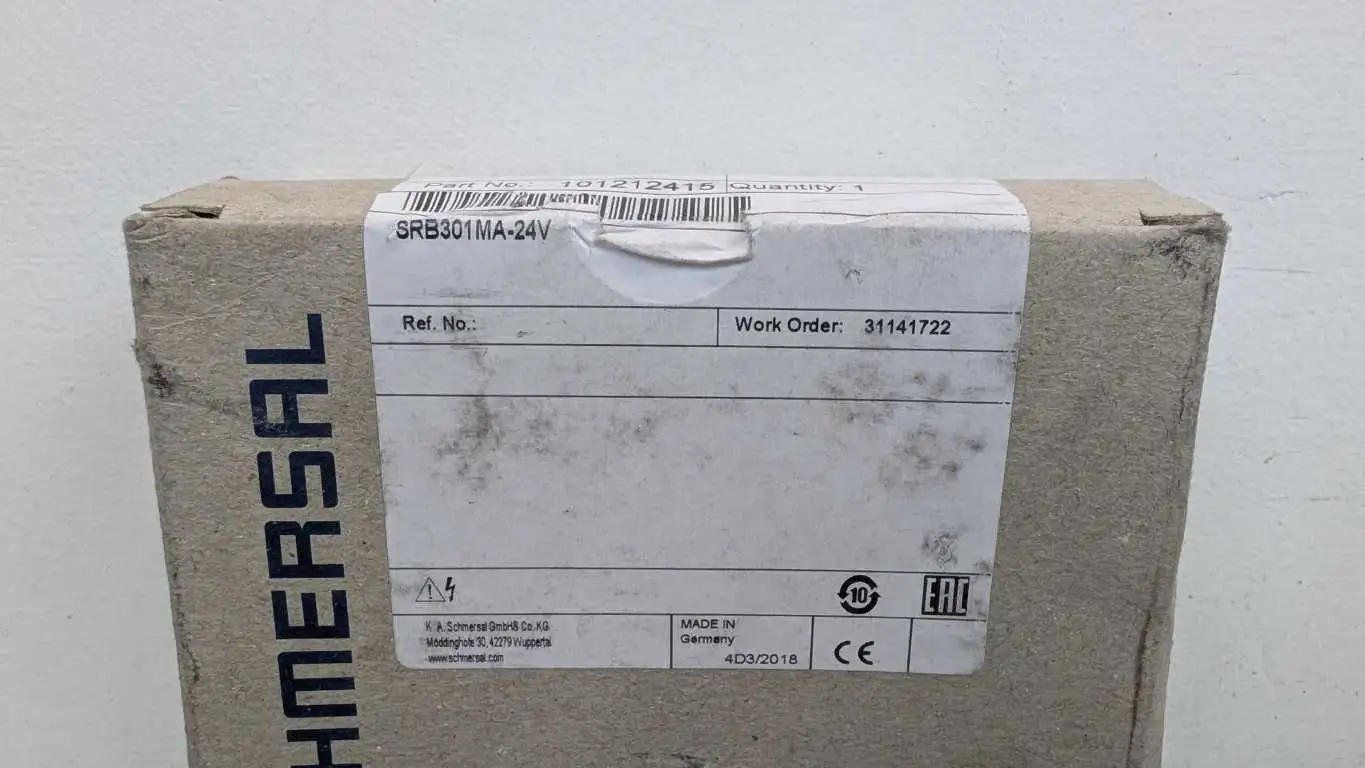 Part No.: 101212415 Quantity: 1
SRB301MA-24V
Ref. No.:
Work Order: 31141722
10
EAC
K. A. Schmersal GmbH & Co. KG
Möddinghofe 30, 42279 Wuppertal
www.schmersal.com
MADE IN
Germany
4D3/2018
CE
HMERSAL